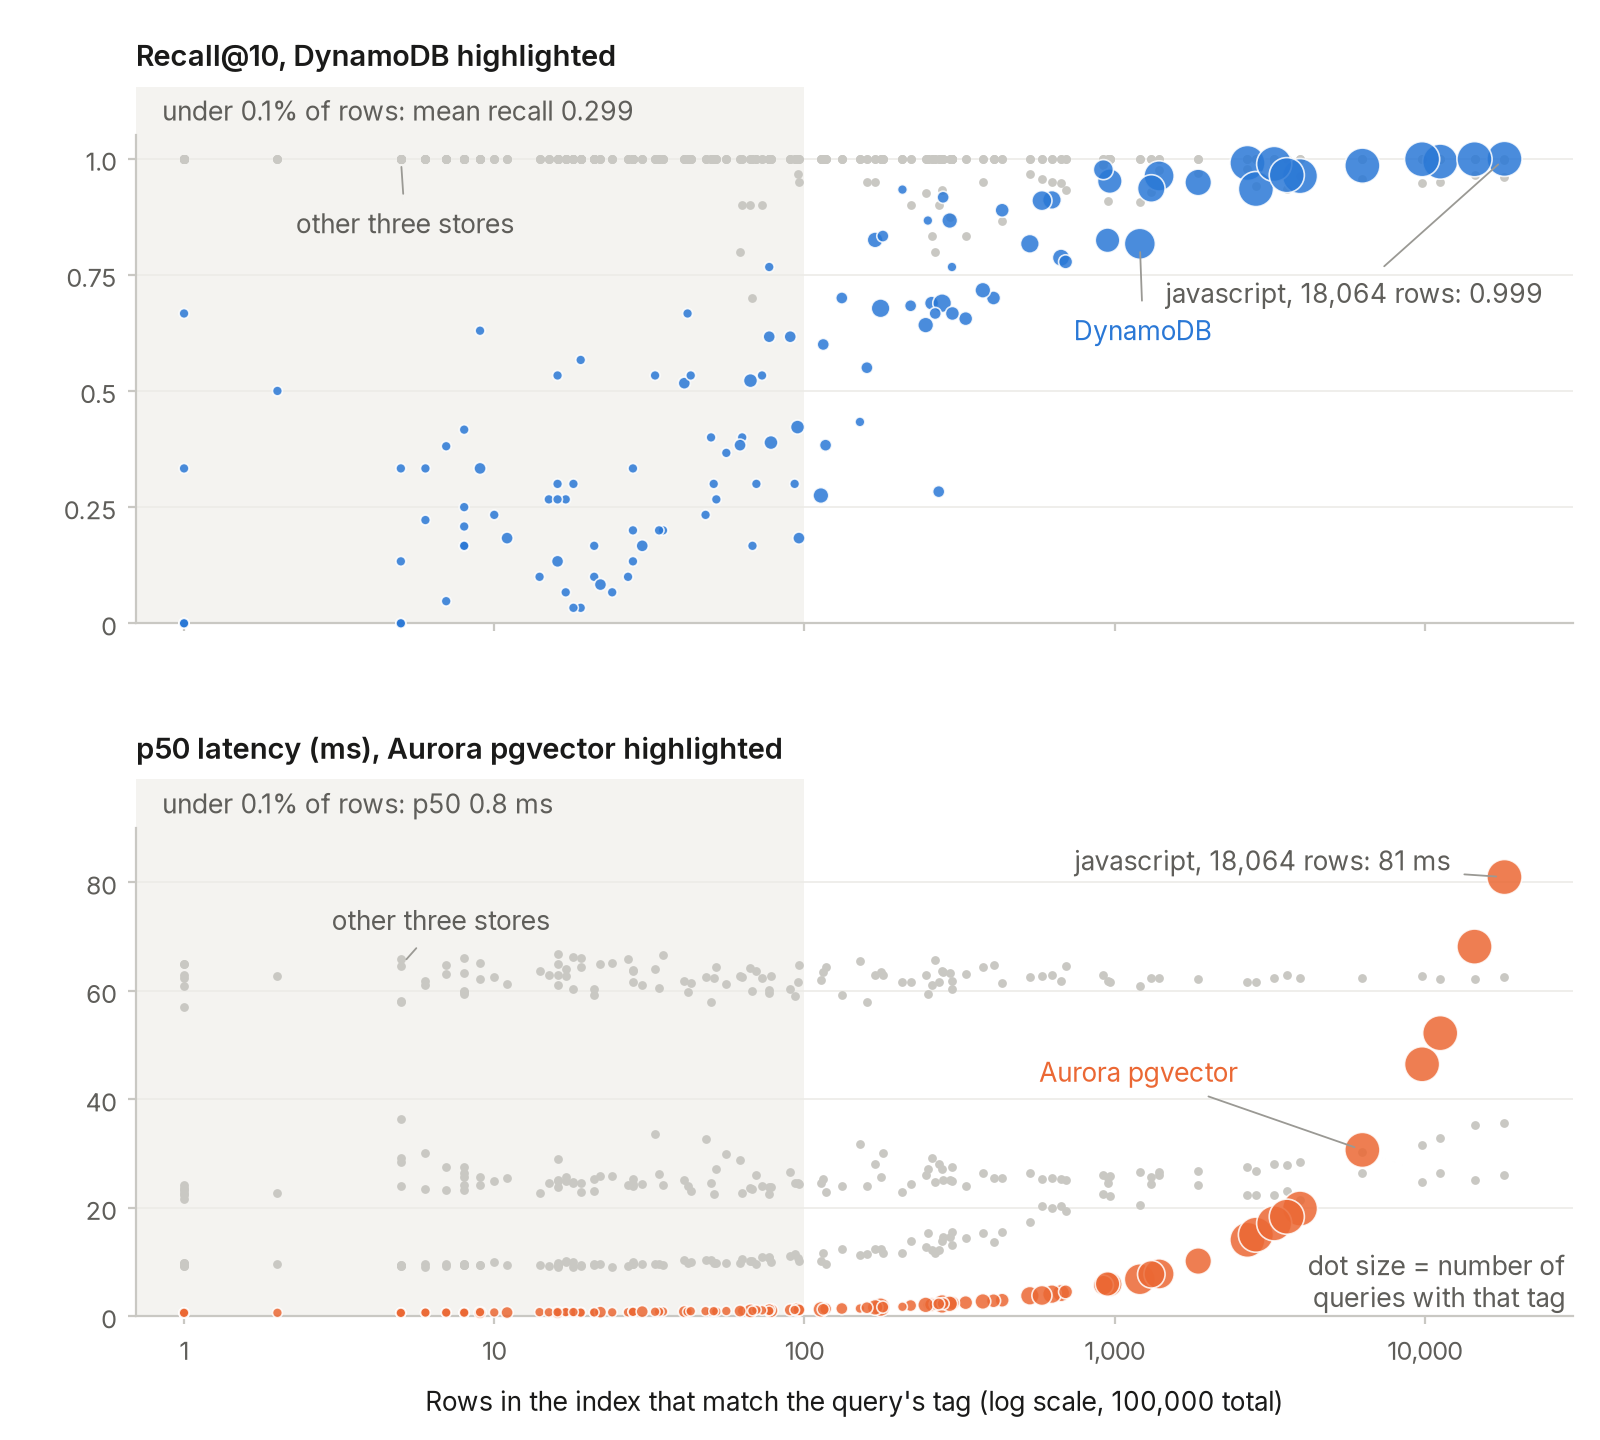 Recall@10, DynamoDB highlighted
under 0.1% of rows: mean recall 0.299
1.0
other three stores
0.75
javascript, 18,064 rows: 0.999
DynamoDB
0.5
0.25
0
p50 latency (ms), Aurora pgvector highlighted
under 0.1% of rows: p50 0.8 ms
javascript, 18,064 rows: 81 ms
80
other three stores
60
Aurora pgvector
40
20
dot size = number of
queries with that tag
0
1 10 100 1,000 10,000
Rows in the index that match the query's tag (log scale, 100,000 total)